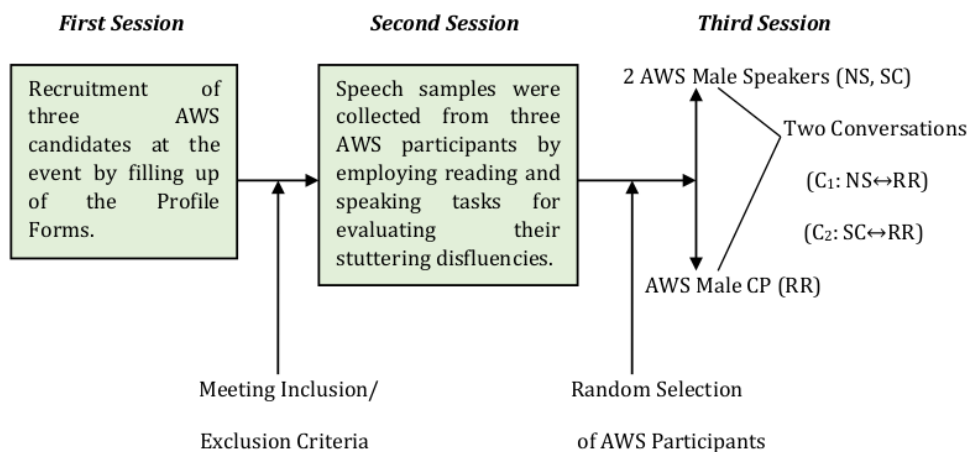 First Session
Second Session
Third Session
Recruitment of
three AWS
candidates at the
event by filling up
of the Profile
Forms.
Speech samples were
collected from three
AWS participants by
employing reading and
speaking tasks for
evaluating their
stuttering disfluencies.
2 AWS Male Speakers (NS, SC)
Two Conversations
(C₁: NS↔RR)
(C₂: SC↔RR)
AWS Male CP (RR)
Meeting Inclusion/
Exclusion Criteria
Random Selection
of AWS Participants